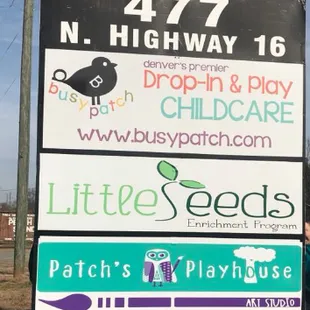 477
N. HIGHWAY 16
denver's premier
Drop-in & Play
B
busy patch
CHILDCARE
www.busypatch.com
Little Seeds
Enrichment Program
Patch's Playhouse
ART STUDIO